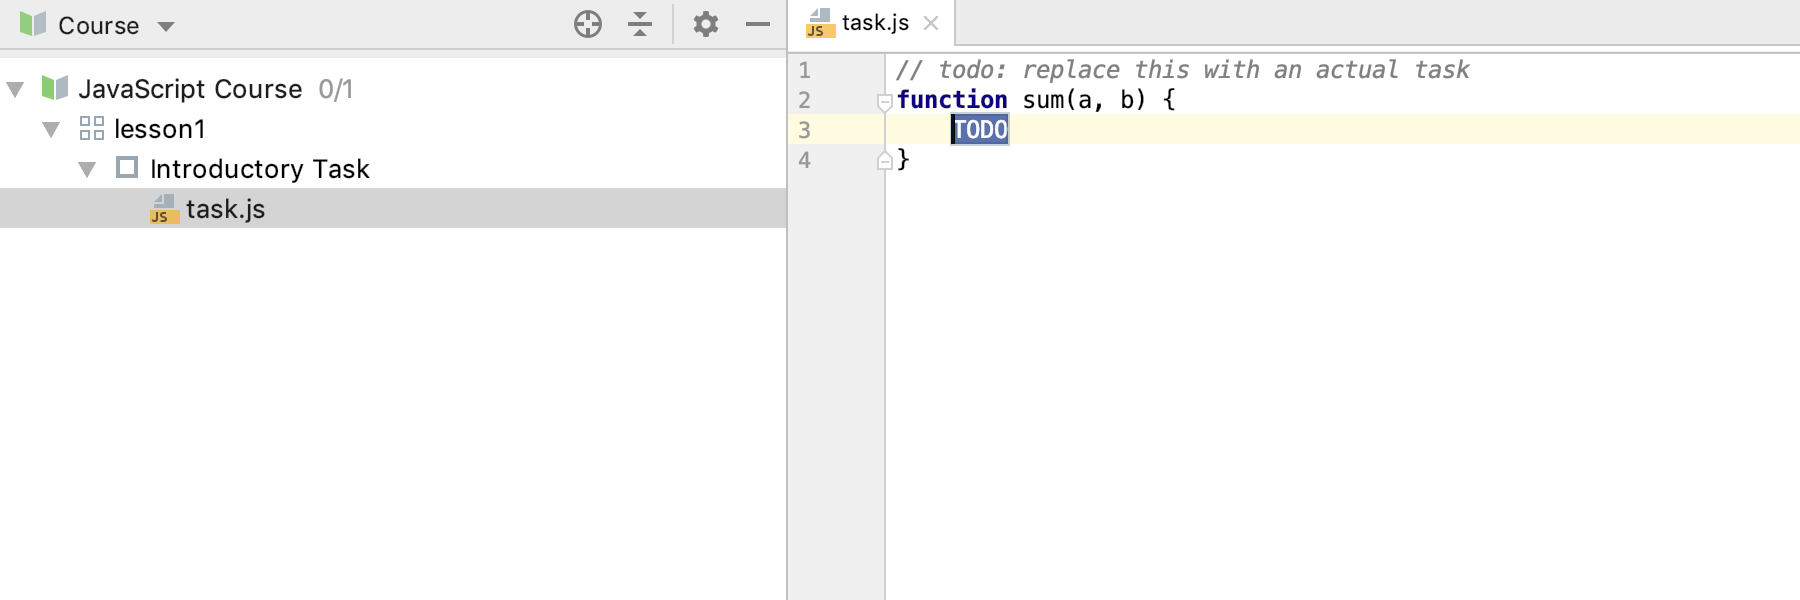 Course
JavaScript Course 0/1
lesson1
Introductory Task
JS task.js
JS task.js
1 // todo: replace this with an actual task
2 function sum(a, b) {
3 TODO
4 }